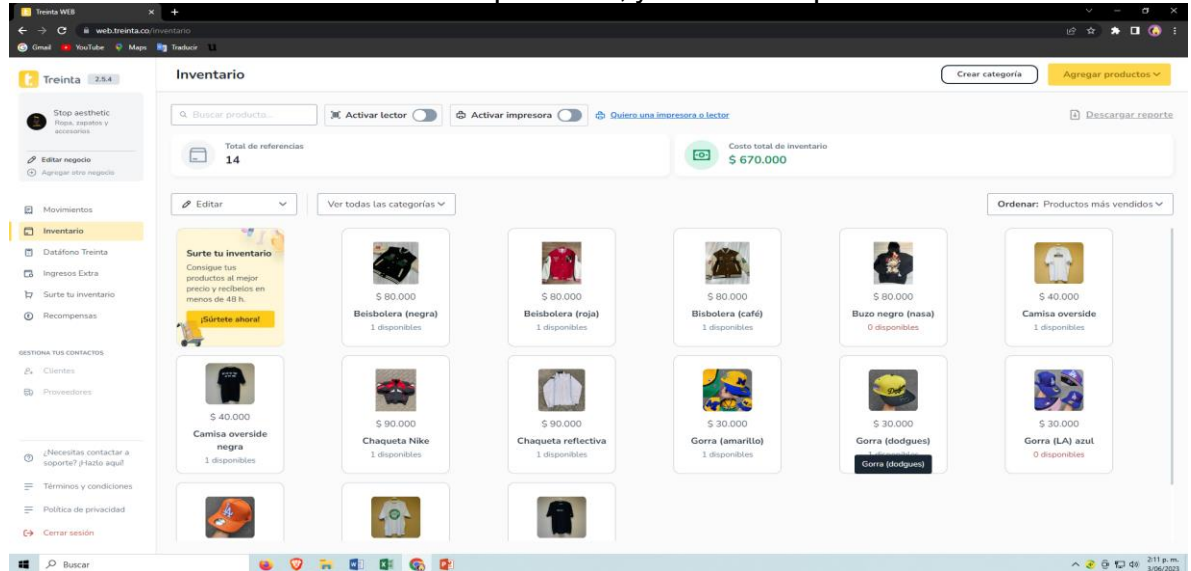 Treinta WEB
web.treinta.co/inventario
Gmail YouTube Maps Traducir
Treinta 2.5.4
Stop aesthetic
Ropa, zapatos y
accesorios
Editar negocio
Agregar otro negocio
Movimientos
Inventario
Datáfono Treinta
Ingresos Extra
Surte tu inventario
Recompensas
GESTIONA TUS CONTACTOS
Clientes
Proveedores
¿Necesitas contactar a
soporte? ¡Hazlo aquí!
Términos y condiciones
Política de privacidad
Cerrar sesión
Inventario
Crear categoría
Agregar productos
Buscar producto...
Activar lector
Activar impresora
Quiero una impresora o lector
Descargar reporte
Total de referencias
14
Costo total de inventario
$ 670.000
Editar
Ver todas las categorías
Ordenar: Productos más vendidos
Surte tu inventario
Consigue tus
productos al mejor
precio y recíbelos en
menos de 48 h.
¡Súrtete ahora!
$ 80.000
Beisbolera (negra)
1 disponibles
$ 80.000
Beisbolera (roja)
1 disponibles
$ 80.000
Bisbolera (café)
1 disponibles
$ 80.000
Buzo negro (nasa)
0 disponibles
$ 40.000
Camisa overside
1 disponibles
$ 40.000
Camisa overside
negra
1 disponibles
$ 90.000
Chaqueta Nike
1 disponibles
$ 90.000
Chaqueta reflectiva
1 disponibles
$ 30.000
Gorra (amarillo)
1 disponibles
$ 30.000
Gorra (dodgues)
1 disponibles
Gorra (dodgues)
$ 30.000
Gorra (LA) azul
0 disponibles
Buscar
2:11 p. m.
3/06/2023